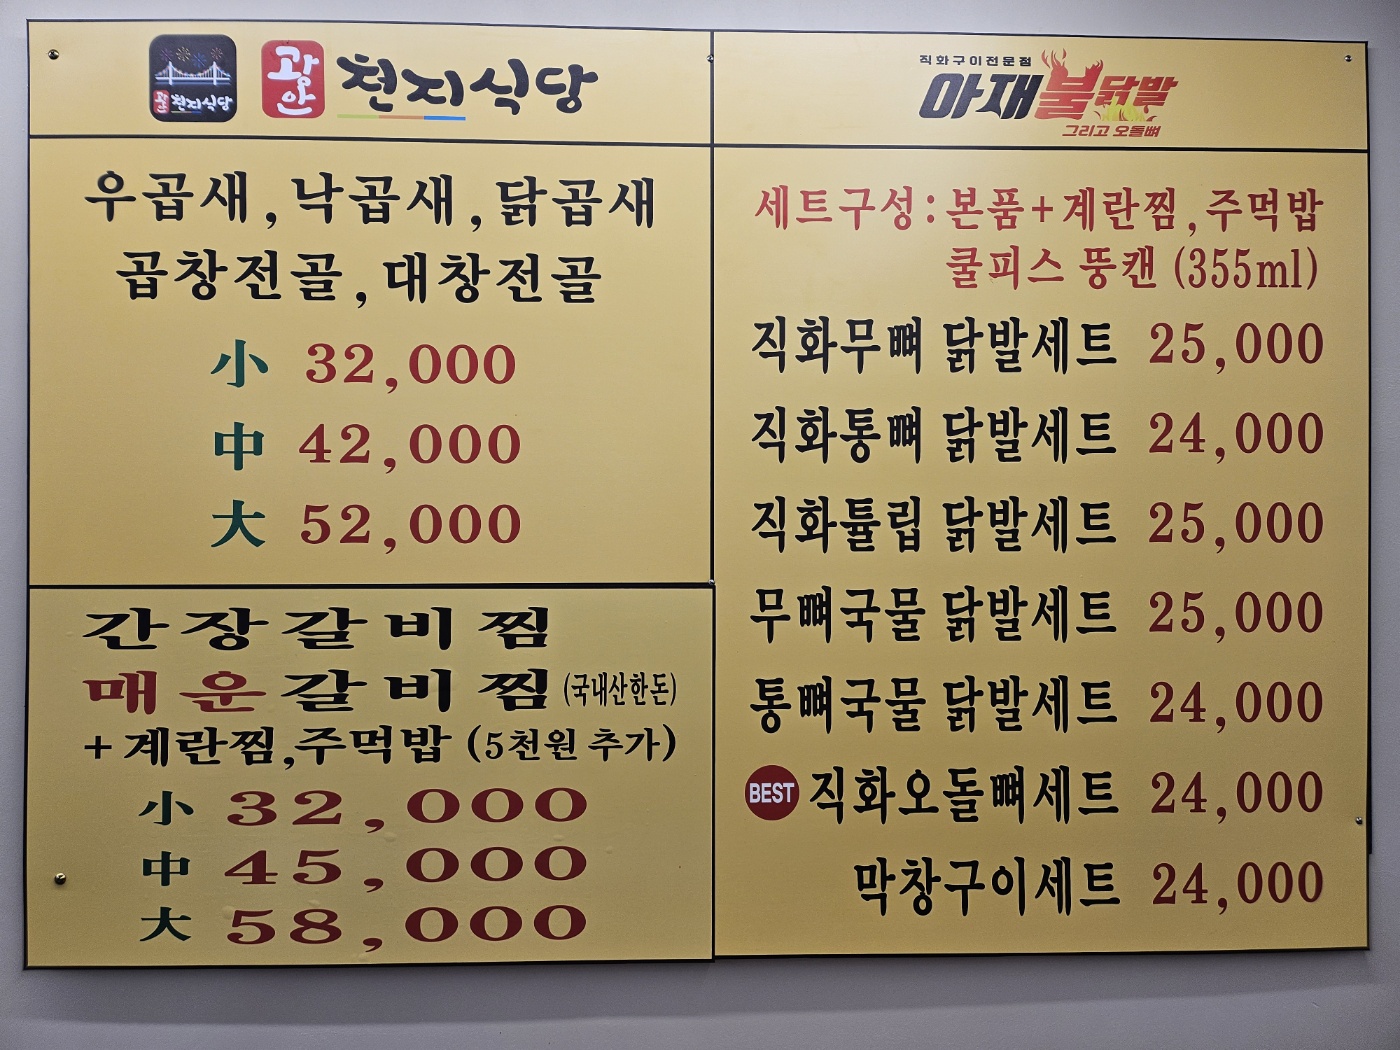 광안 천지식당
광안 천지식당
우곱새, 낙곱새, 닭곱새
곱창전골, 대창전골
小 32,000
中 42,000
大 52,000
간장갈비찜
매운갈비찜 (국내산한돈)
+ 계란찜, 주먹밥 (5천원 추가)
小 32,000
中 45,000
大 58,000
직화구이전문점
아재불닭발
그리고 오돌뼈
세트구성 : 본품 + 계란찜, 주먹밥
쿨피스 뚱캔 (355ml)
직화무뼈 닭발세트 25,000
직화통뼈 닭발세트 24,000
직화튤립 닭발세트 25,000
무뼈국물 닭발세트 25,000
통뼈국물 닭발세트 24,000
BEST 직화오돌뼈세트 24,000
막창구이세트 24,000